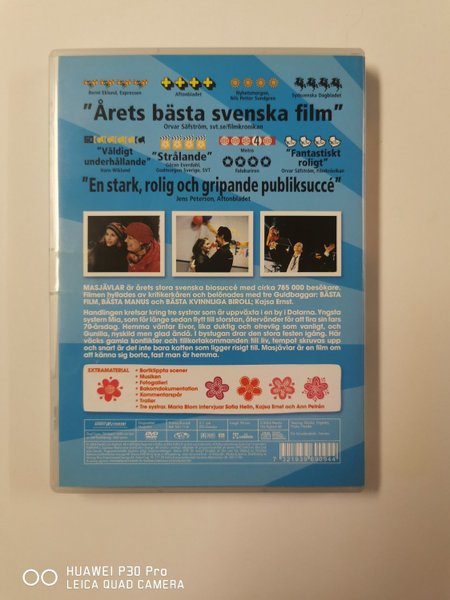 Bernt Eklund, Expressen
Aftonbladet
Nyhetsmorgon,
Nils Petter Sundgren
Sydsvenska Dagbladet
"Årets bästa svenska film"
Orvar Säfström, svt.se/filmkronikan
"Väldigt
underhållande"
Hans Wiklund
"Strålande"
Göran Everdahl,
Godmorgon Sverige, SVT
Metro
Falukuriren
"Fantastiskt
roligt"
Orvar Säfström, Filmkrönikan
"En stark, rolig och gripande publiksuccé"
Jens Peterson, Aftonbladet
MASJÄVLAR är årets stora svenska biosuccé med cirka 765 000 besökare.
Filmen hyllades av kritikerkåren och belönades med tre Guldbaggar: BÄSTA
FILM, BÄSTA MANUS och BÄSTA KVINNLIGA BIROLL; Kajsa Ernst.
Handlingen kretsar kring tre systrar som är uppväxta i en by i Dalarna. Yngsta
system Mia, som för länge sedan flytt till storstan, återvänder för att fira sin fars
70-årsdag. Hemma väntar Eivor, lika duklig och otrevlig som vanligt, och
Gunilla, nyskild men glad ändå. I bystugan drar den stora festen igång. Här
väcks gamla konflikter och tillkortakommanden till liv, tempot skruvas upp
och snart är det inte bara katten som ligger risigt till. Masjävlar är en film om
att känna sig borta, fast man är hemma.
EXTRAMATERIAL
• Bortklippta scener
• Musiken
• Fotogalleri
• Bakomdokumentation
• Kommentarspår
• Trailer
• Tre systrar. Maria Blom intervjuar Sofia Helin, Kajsa Ernst och Ann Petrén
7 321939 890944
HUAWEI P30 Pro
LEICA QUAD CAMERA